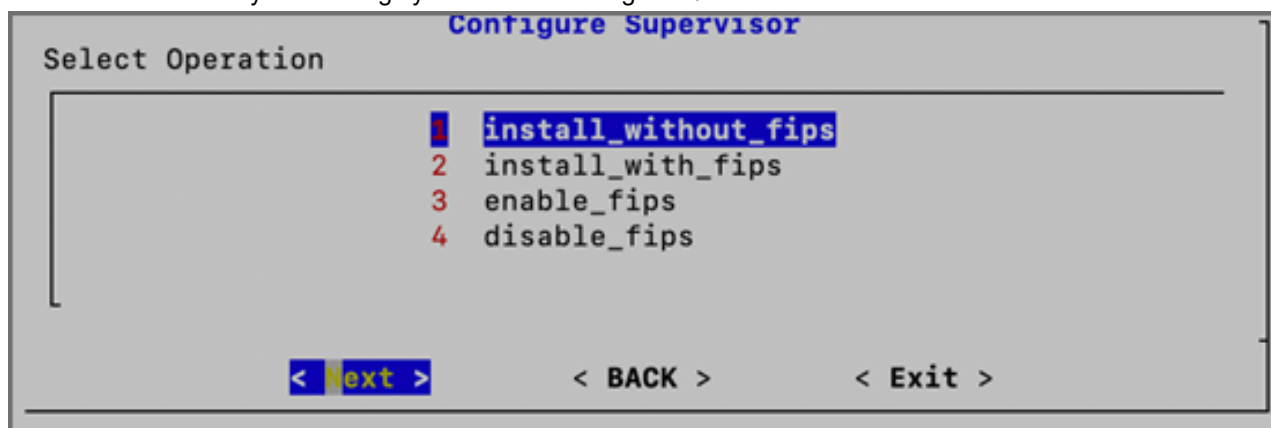 Configure Supervisor
Select Operation
1 install_without_fips
2 install_with_fips
3 enable_fips
4 disable_fips
< Next > < BACK > < Exit >